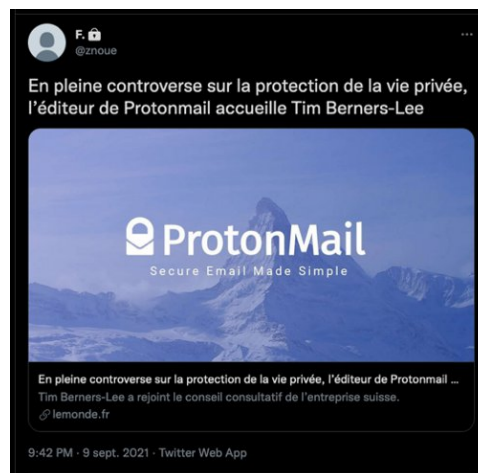 F.
@znoue
En pleine controverse sur la protection de la vie privée,
l’éditeur de Protonmail accueille Tim Berners-Lee
ProtonMail
Secure Email Made Simple
En pleine controverse sur la protection de la vie privée, l’éditeur de Protonmail ...
Tim Berners-Lee a rejoint le conseil consultatif de l’entreprise suisse.
lemonde.fr
9:42 PM · 9 sept. 2021 · Twitter Web App